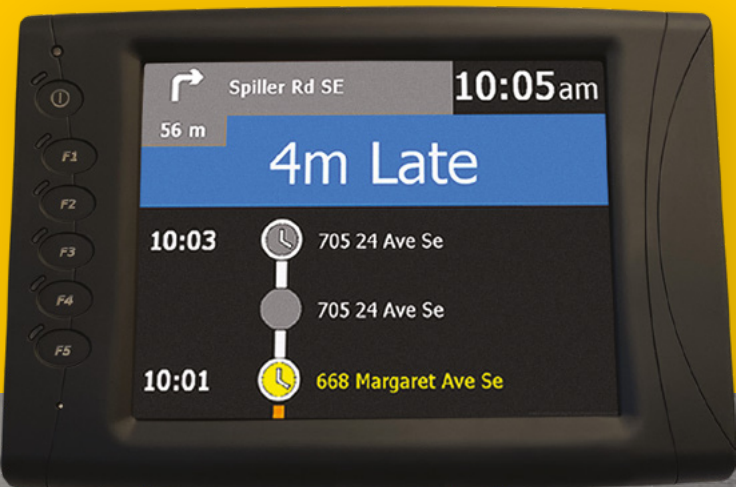 Spiller Rd SE
10:05am
56 m
4m Late
10:03
705 24 Ave Se
705 24 Ave Se
10:01
668 Margaret Ave Se
F1
F2
F3
F4
F5